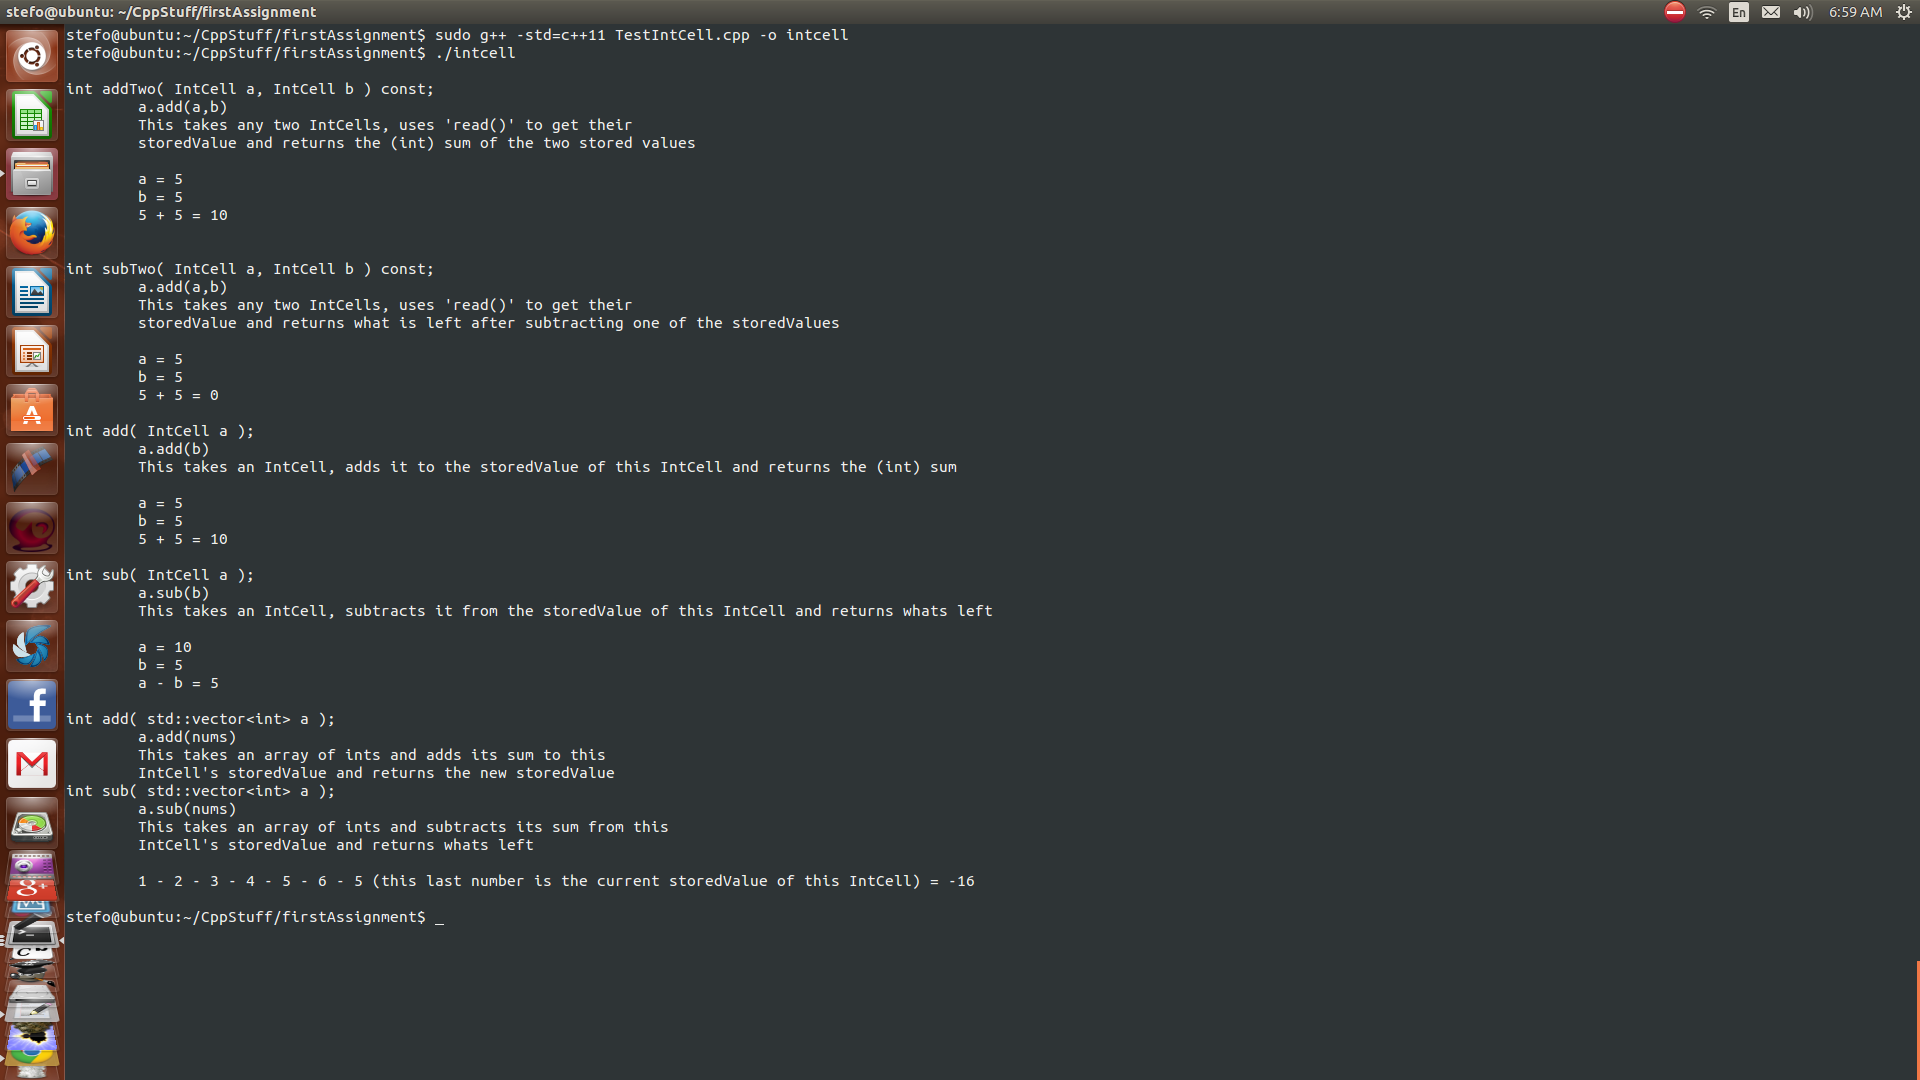 stefo@ubuntu: ~/CppStuff/firstAssignment
En
6:59 AM
stefo@ubuntu:~/CppStuff/firstAssignment$ sudo g++ -std=c++11 TestIntCell.cpp -o intcell
stefo@ubuntu:~/CppStuff/firstAssignment$ ./intcell
int addTwo( IntCell a, IntCell b ) const;
a.add(a,b)
This takes any two IntCells, uses 'read()' to get their
storedValue and returns the (int) sum of the two stored values
a = 5
b = 5
5 + 5 = 10
int subTwo( IntCell a, IntCell b ) const;
a.add(a,b)
This takes any two IntCells, uses 'read()' to get their
storedValue and returns what is left after subtracting one of the storedValues
a = 5
b = 5
5 + 5 = 0
int add( IntCell a );
a.add(b)
This takes an IntCell, adds it to the storedValue of this IntCell and returns the (int) sum
a = 5
b = 5
5 + 5 = 10
int sub( IntCell a );
a.sub(b)
This takes an IntCell, subtracts it from the storedValue of this IntCell and returns whats left
a = 10
b = 5
a - b = 5
int add( std::vector<int> a );
a.add(nums)
This takes an array of ints and adds its sum to this
IntCell's storedValue and returns the new storedValue
int sub( std::vector<int> a );
a.sub(nums)
This takes an array of ints and subtracts its sum from this
IntCell's storedValue and returns whats left
1 - 2 - 3 - 4 - 5 - 6 - 5 (this last number is the current storedValue of this IntCell) = -16
stefo@ubuntu:~/CppStuff/firstAssignment$ _